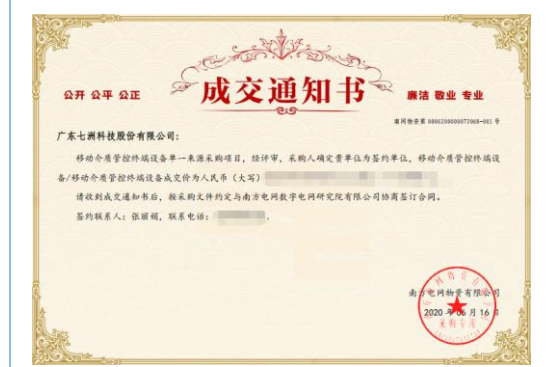 公开 公平 公正
成交通知书
廉洁 敬业 专业
南网物资第 0006200000072068-001 号
广东七洲科技股份有限公司:
移动介质管控终端设备单一来源采购项目，经评审，采购人确定贵单位为签约单位，移动介质管控终端设
备/移动介质管控终端设备成交价为人民币（大写）
请收到成交通知书后，按采购文件约定与南方电网数字电网研究院有限公司协商签订合同。
签约联系人：张丽娟，联系电话：
南方电网物资有限公司
2020 年 06 月 16 日
采购专用